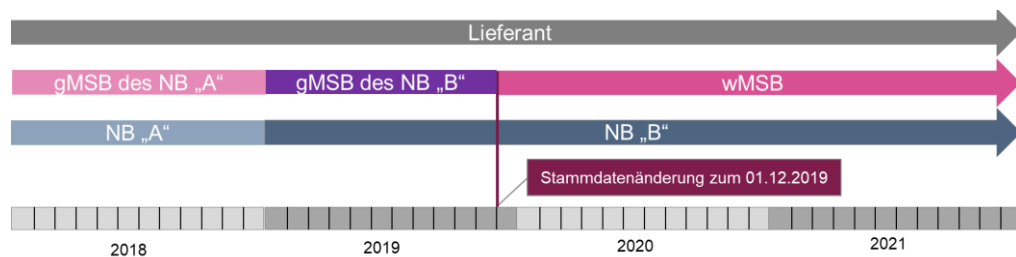 Lieferant
gMSB des NB „A“
gMSB des NB „B“
wMSB
NB „A“
NB „B“
Stammdatenänderung zum 01.12.2019
2018
2019
2020
2021